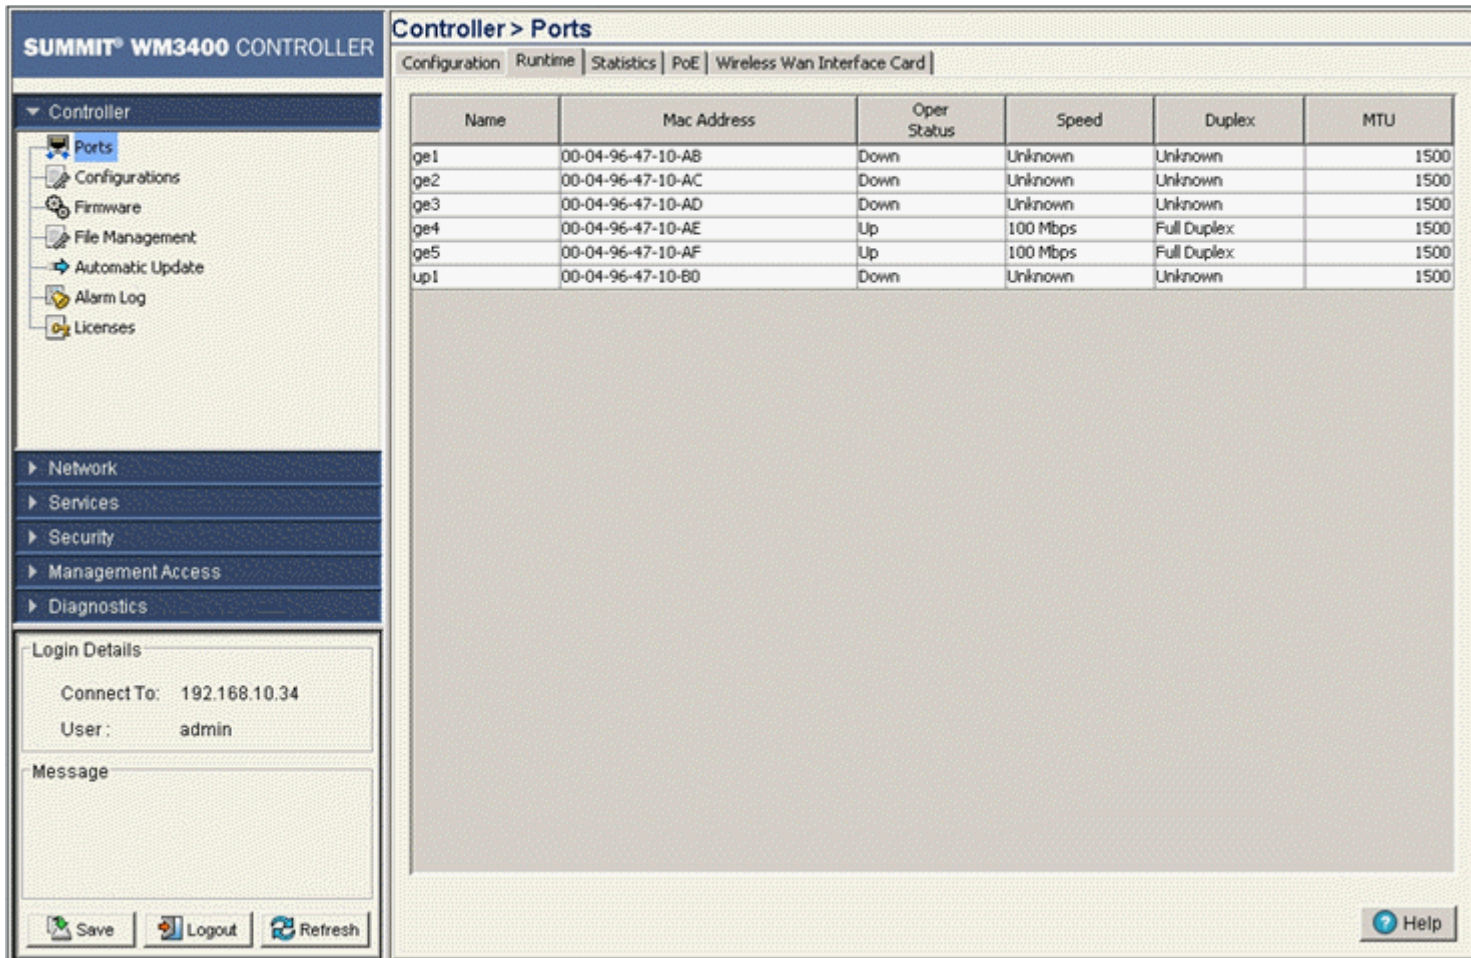 SUMMIT® WM3400 CONTROLLER
Controller
Ports
Configurations
Firmware
File Management
Automatic Update
Alarm Log
Licenses
Network
Services
Security
Management Access
Diagnostics
Login Details
Connect To: 192.168.10.34
User : admin
Message
Save Logout Refresh
Controller > Ports
Configuration Runtime Statistics PoE Wireless Wan Interface Card
Name Mac Address Oper Status Speed Duplex MTU
ge1 00-04-96-47-10-AB Down Unknown Unknown 1500
ge2 00-04-96-47-10-AC Down Unknown Unknown 1500
ge3 00-04-96-47-10-AD Down Unknown Unknown 1500
ge4 00-04-96-47-10-AE Up 100 Mbps Full Duplex 1500
ge5 00-04-96-47-10-AF Up 100 Mbps Full Duplex 1500
up1 00-04-96-47-10-B0 Down Unknown Unknown 1500
Help